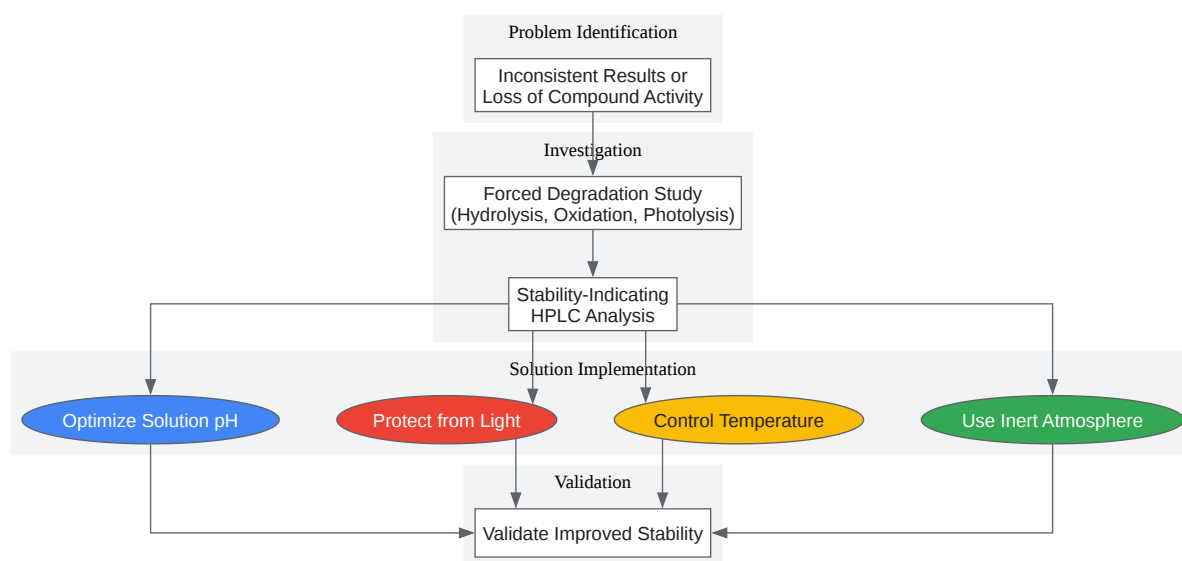 Problem Identification
Inconsistent Results or
Loss of Compound Activity
Investigation
Forced Degradation Study
(Hydrolysis, Oxidation, Photolysis)
Stability-Indicating
HPLC Analysis
Solution Implementation
Optimize Solution pH
Protect from Light
Control Temperature
Use Inert Atmosphere
Validation
Validate Improved Stability